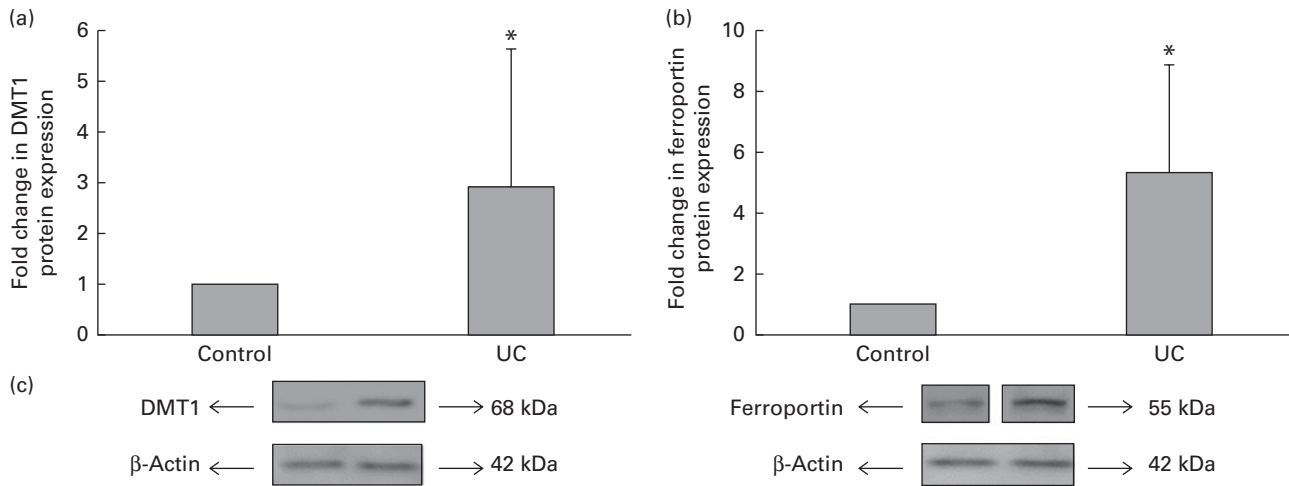 (a)
Fold change in DMT1
protein expression
6
5
4
3
2
1
0
*
Control
UC
(b)
Fold change in ferroportin
protein expression
10
8
6
4
2
0
*
Control
UC
(c)
DMT1
68 kDa
β-Actin
42 kDa
Ferroportin
55 kDa
β-Actin
42 kDa